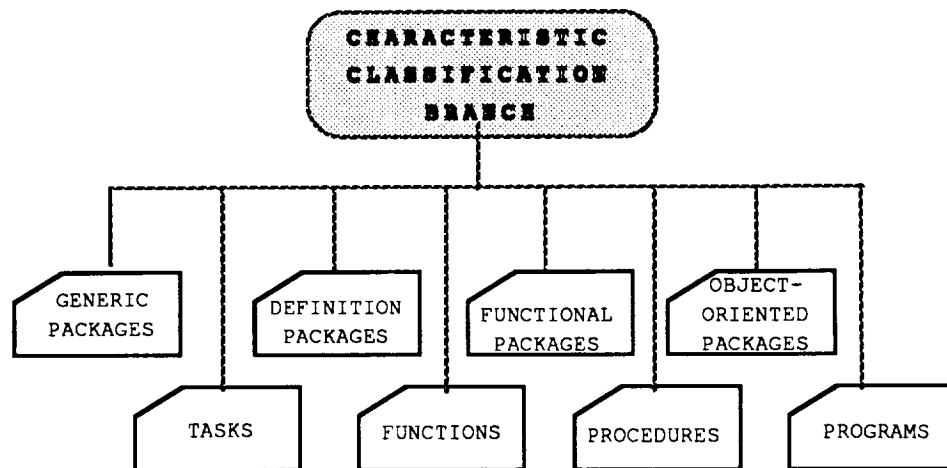 CHARACTERISTIC
CLASSIFICATION
BRANCH
GENERIC
PACKAGES
DEFINITION
PACKAGES
FUNCTIONAL
PACKAGES
OBJECT-
ORIENTED
PACKAGES
TASKS
FUNCTIONS
PROCEDURES
PROGRAMS